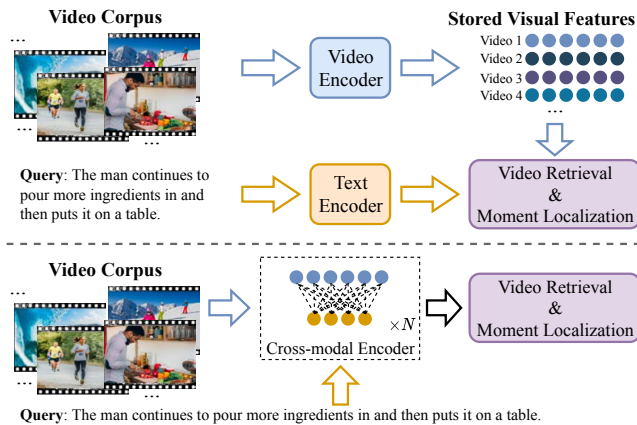 Video Corpus
Stored Visual Features
...
Video 1
Video 2
Video 3
Video 4
...
...
Video
Encoder
Query: The man continues to
pour more ingredients in and
then puts it on a table.
Text
Encoder
Video Retrieval
&
Moment Localization
Video Corpus
...
...
×N
Cross-modal Encoder
Video Retrieval
&
Moment Localization
Query: The man continues to pour more ingredients in and then puts it on a table.